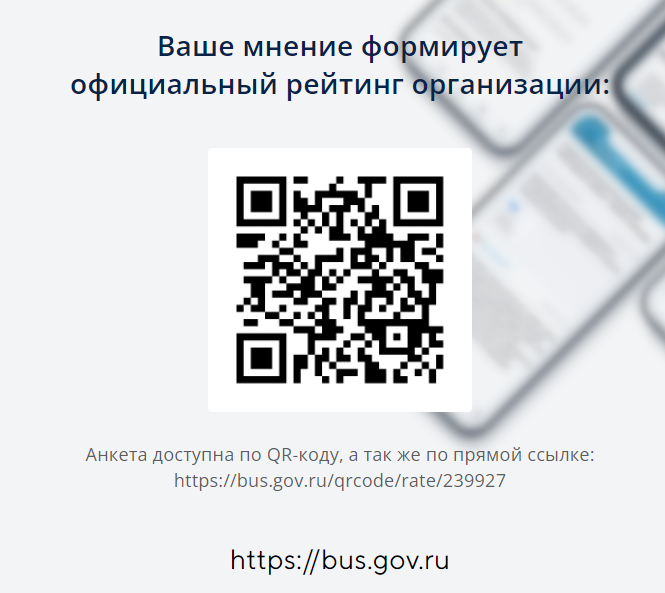 Ваше мнение формирует
официальный рейтинг организации:
Анкета доступна по QR-коду, а так же по прямой ссылке:
https://bus.gov.ru/qrcode/rate/239927
https://bus.gov.ru